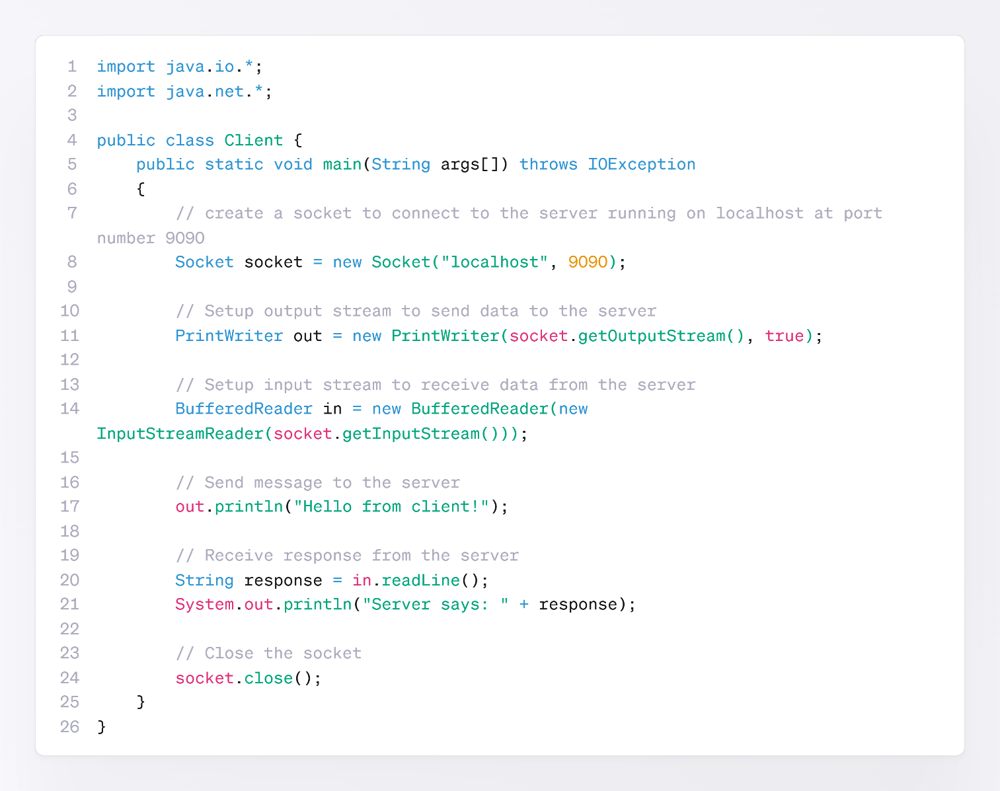 1 import java.io.*;
2 import java.net.*;
3
4 public class Client {
5     public static void main(String args[]) throws IOException
6     {
7         // create a socket to connect to the server running on localhost at port
number 9090
8         Socket socket = new Socket("localhost", 9090);
9
10         // Setup output stream to send data to the server
11         PrintWriter out = new PrintWriter(socket.getOutputStream(), true);
12
13         // Setup input stream to receive data from the server
14         BufferedReader in = new BufferedReader(new
InputStreamReader(socket.getInputStream()));
15
16         // Send message to the server
17         out.println("Hello from client!");
18
19         // Receive response from the server
20         String response = in.readLine();
21         System.out.println("Server says: " + response);
22
23         // Close the socket
24         socket.close();
25     }
26 }